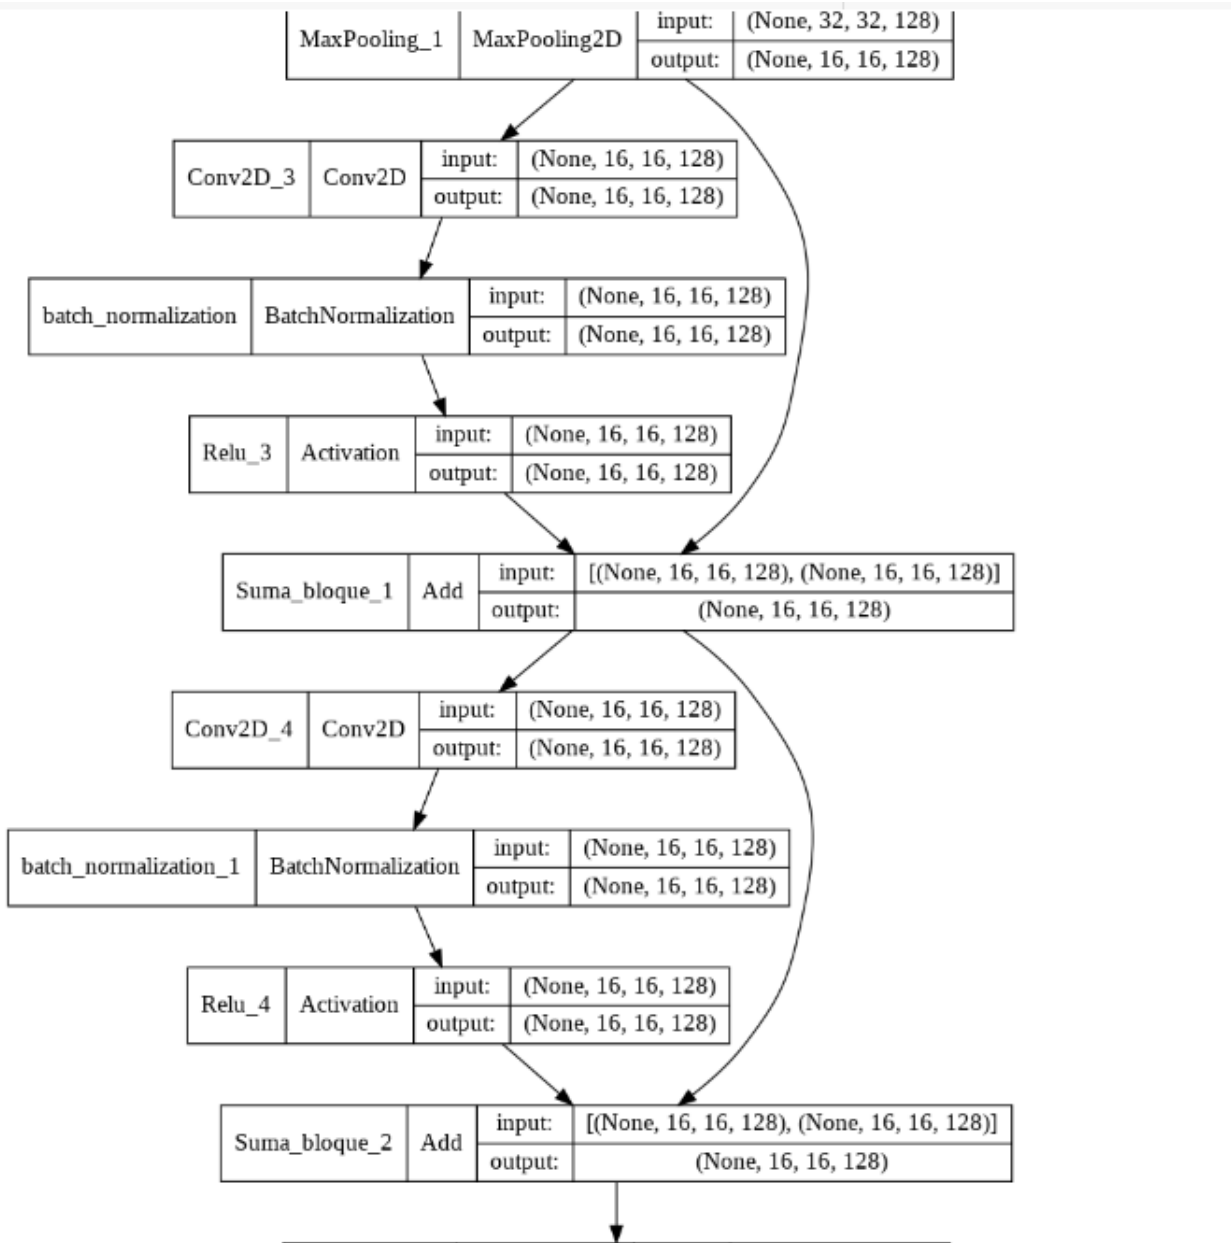 MaxPooling_1 MaxPooling2D input: (None, 32, 32, 128)
output: (None, 16, 16, 128)
Conv2D_3 Conv2D input: (None, 16, 16, 128)
output: (None, 16, 16, 128)
batch_normalization BatchNormalization input: (None, 16, 16, 128)
output: (None, 16, 16, 128)
Relu_3 Activation input: (None, 16, 16, 128)
output: (None, 16, 16, 128)
Suma_bloque_1 Add input: [(None, 16, 16, 128), (None, 16, 16, 128)]
output: (None, 16, 16, 128)
Conv2D_4 Conv2D input: (None, 16, 16, 128)
output: (None, 16, 16, 128)
batch_normalization_1 BatchNormalization input: (None, 16, 16, 128)
output: (None, 16, 16, 128)
Relu_4 Activation input: (None, 16, 16, 128)
output: (None, 16, 16, 128)
Suma_bloque_2 Add input: [(None, 16, 16, 128), (None, 16, 16, 128)]
output: (None, 16, 16, 128)